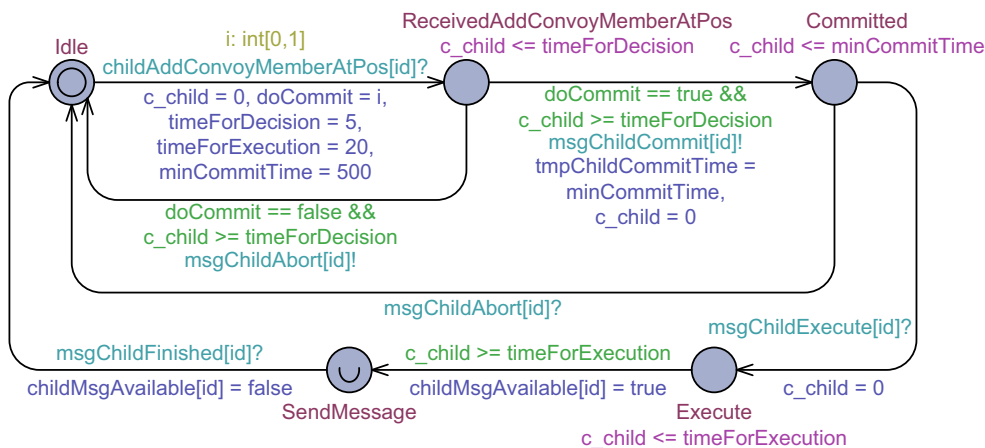 Idle
i: int[0,1]
childAddConvoyMemberAtPos[id]?
c_child = 0, doCommit = i,
timeForDecision = 5,
timeForExecution = 20,
minCommitTime = 500
ReceivedAddConvoyMemberAtPos
c_child <= timeForDecision
Committed
c_child <= minCommitTime
doCommit == true &&
c_child >= timeForDecision
msgChildCommit[id]!
tmpChildCommitTime =
minCommitTime,
c_child = 0
doCommit == false &&
c_child >= timeForDecision
msgChildAbort[id]!
msgChildAbort[id]?
msgChildExecute[id]?
c_child = 0
msgChildFinished[id]?
childMsgAvailable[id] = false
c_child >= timeForExecution
childMsgAvailable[id] = true
SendMessage
Execute
c_child <= timeForExecution